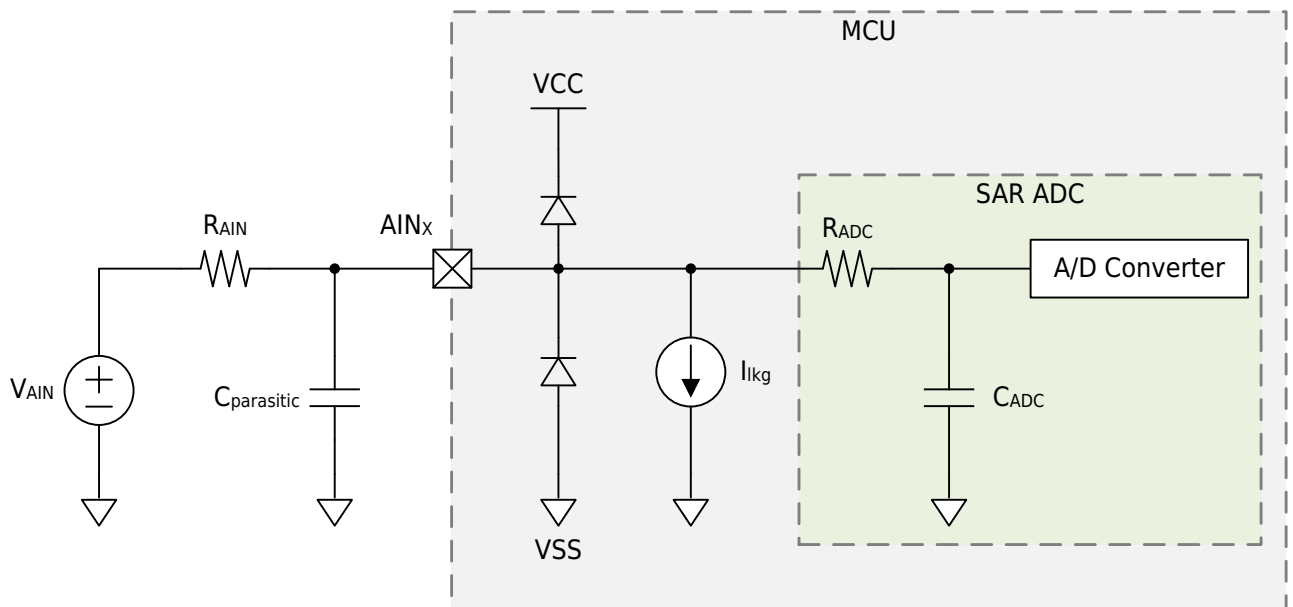 MCU
VCC
SAR ADC
RAIN
AINX
RADC
A/D Converter
VAIN
Cparasitic
Ilkg
CADC
VSS